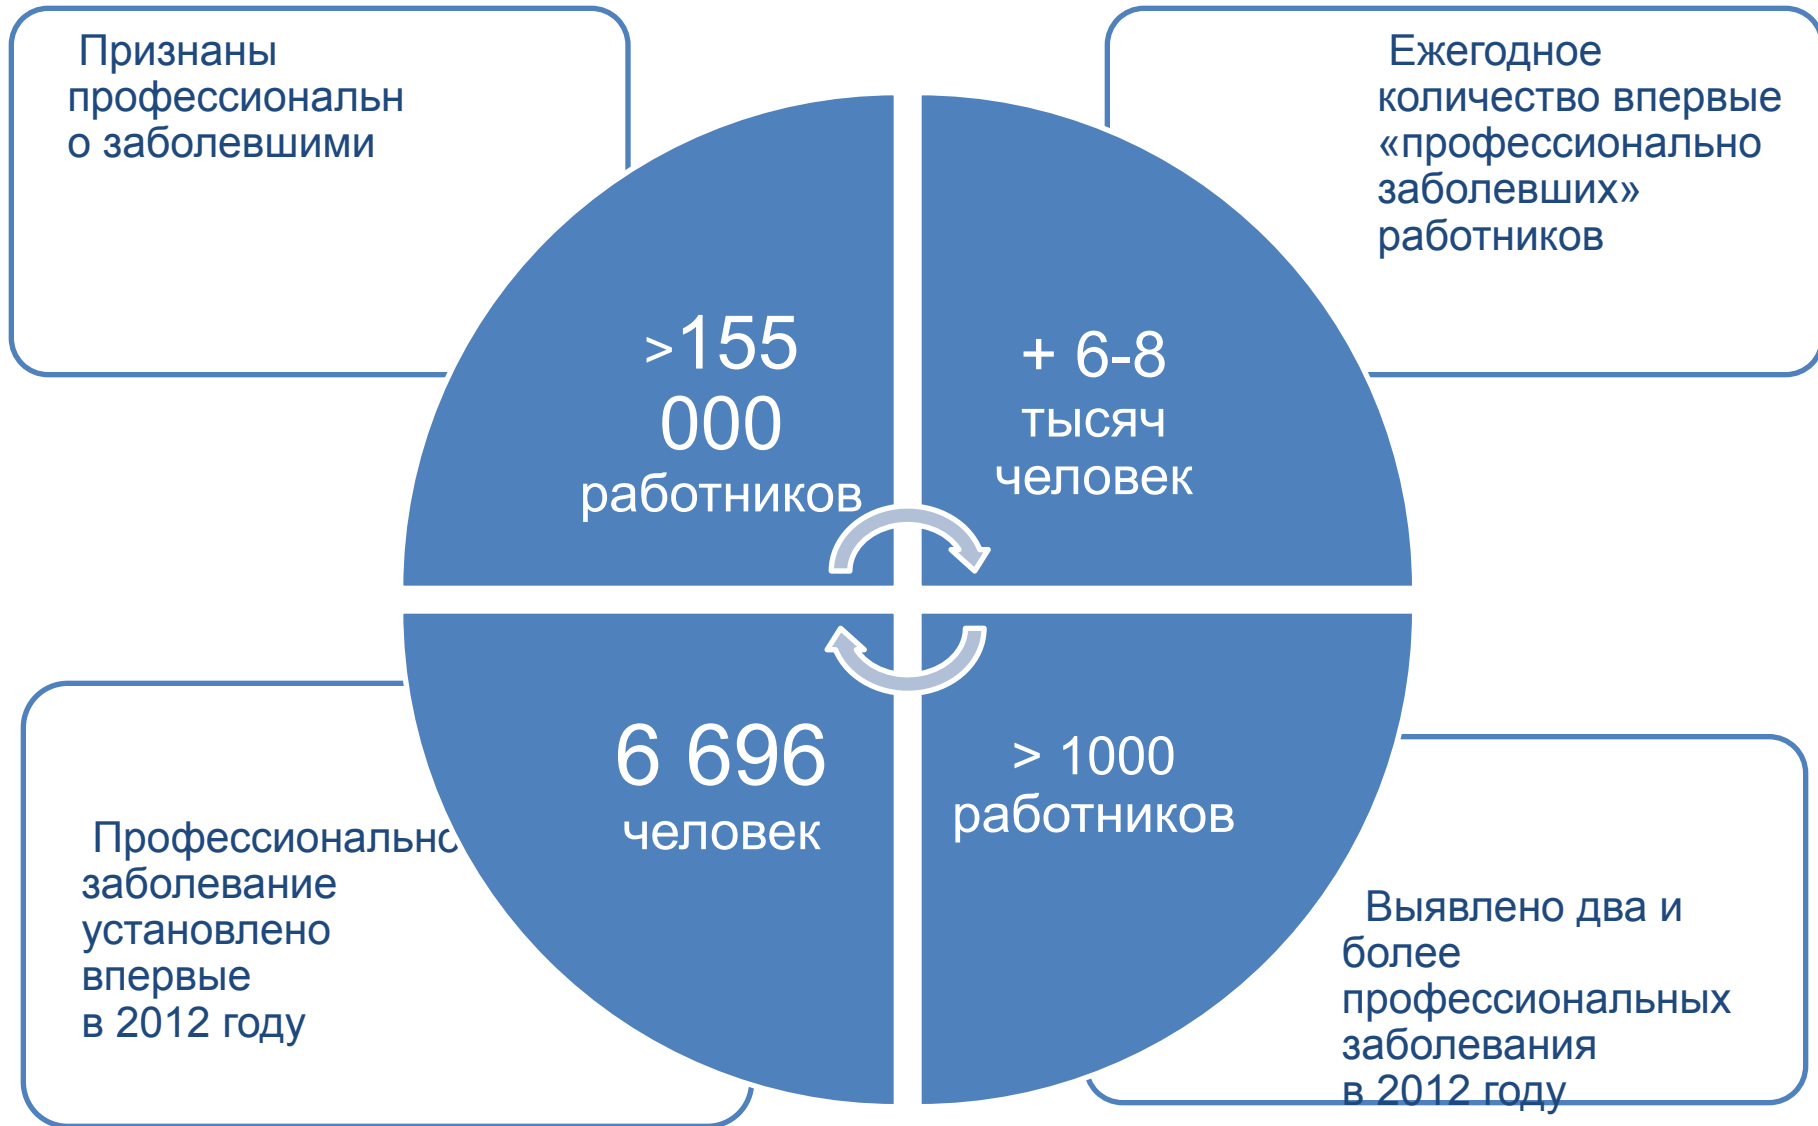 Признаны
профессиональн
о заболевшими
>155
000
работников
Ежегодное
количество впервые
«профессионально
заболевших»
работников
+ 6-8
тысяч
человек
Профессионально
заболевание
установлено
впервые
в 2012 году
6 696
человек
> 1000
работников
Выявлено два и
более
профессиональных
заболевания
в 2012 году